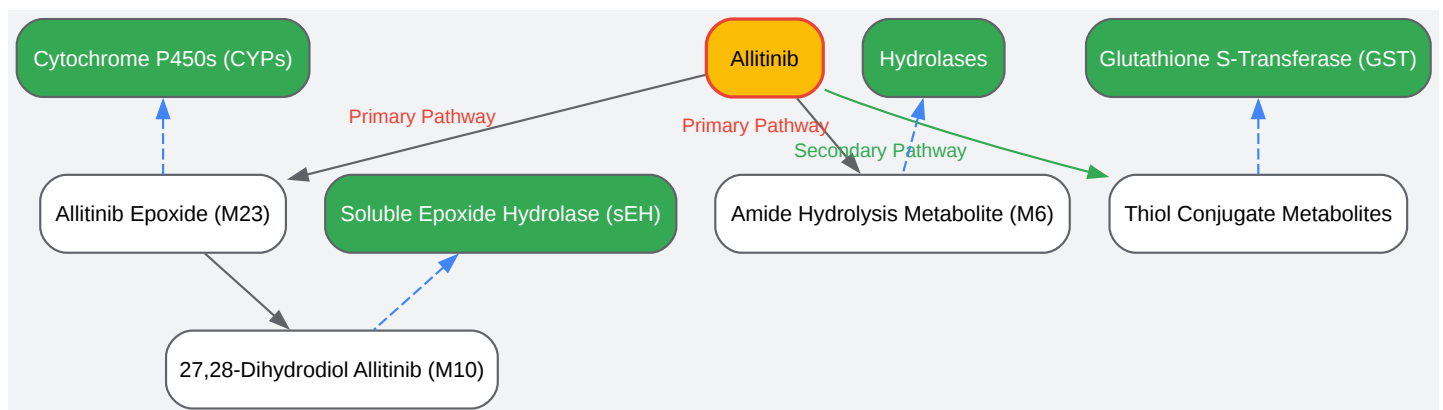 Cytochrome P450s (CYPs)
Allitinib
Hydrolases
Glutathione S-Transferase (GST)
Primary Pathway
Primary Pathway
Secondary Pathway
Allitinib Epoxide (M23)
Soluble Epoxide Hydrolase (sEH)
Amide Hydrolysis Metabolite (M6)
Thiol Conjugate Metabolites
27,28-Dihydrodiol Allitinib (M10)